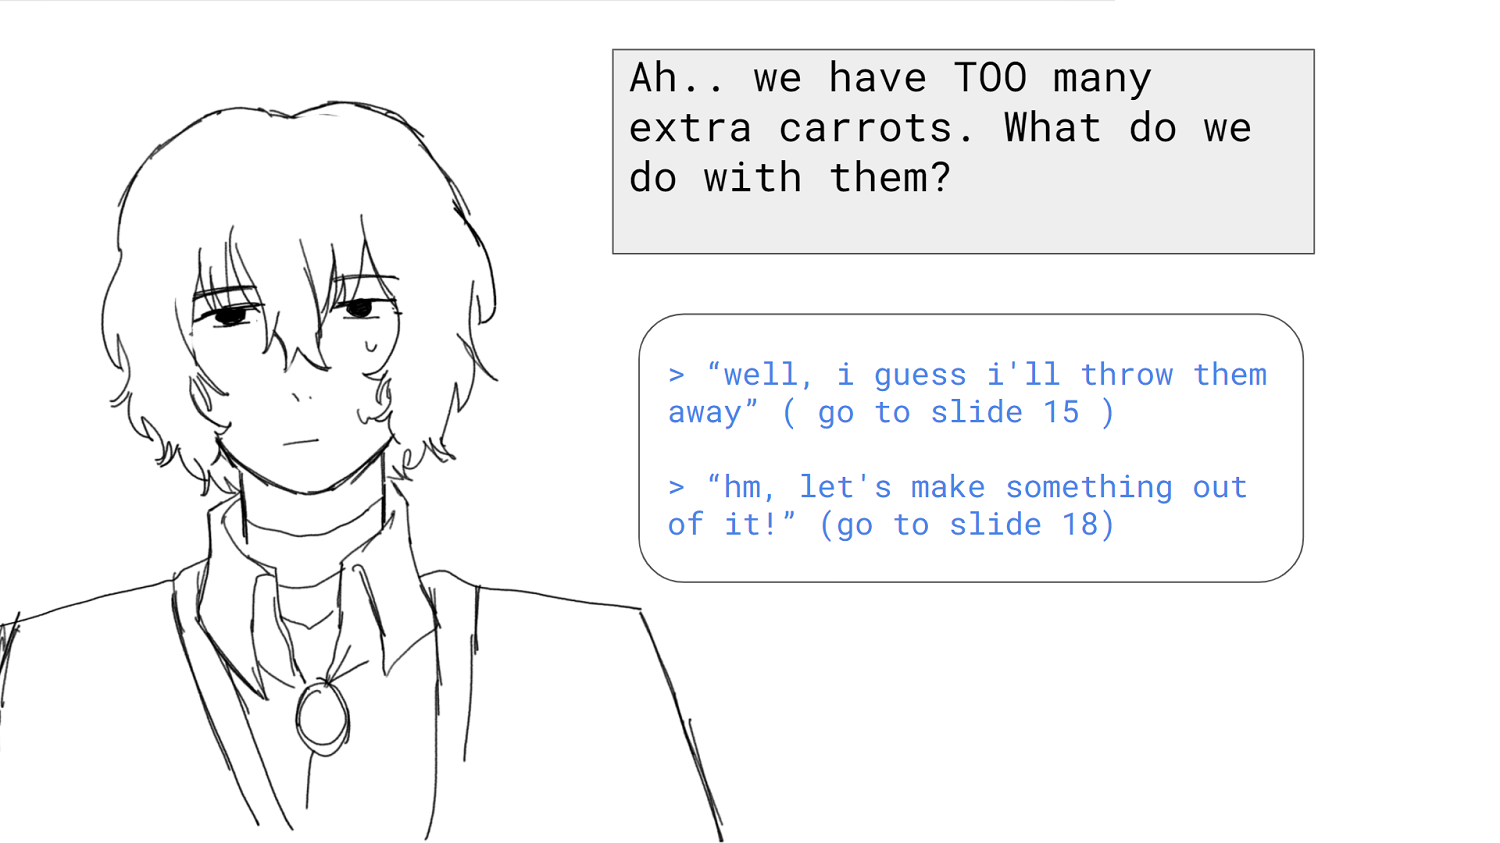 Ah.. we have TOO many
extra carrots. What do we
do with them?
> “well, i guess i'll throw them
away” ( go to slide 15 )
> “hm, let's make something out
of it!” (go to slide 18)